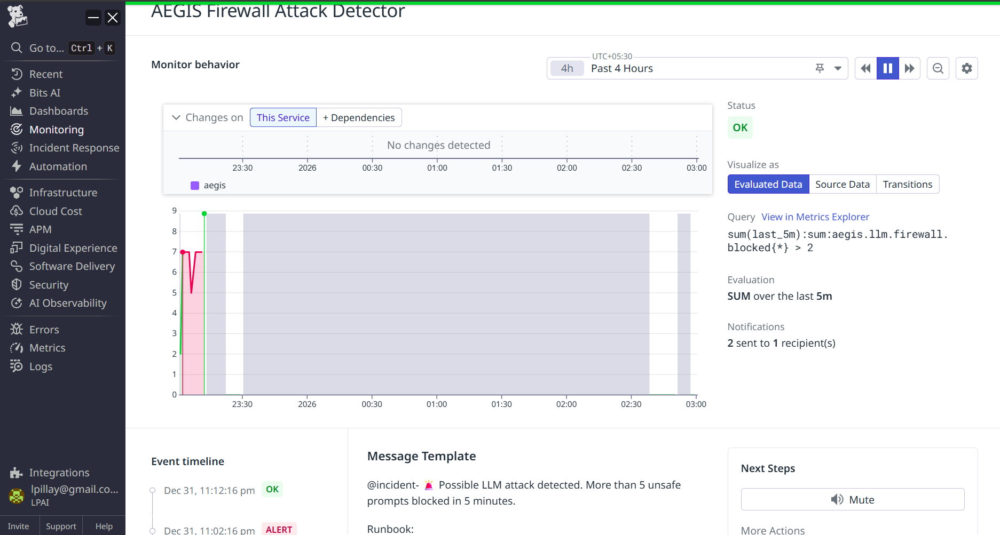 AEGIS Firewall Attack Detector
Go to... Ctrl + K
Recent
Bits AI
Dashboards
Monitoring
Incident Response
Automation
Infrastructure
Cloud Cost
APM
Digital Experience
Software Delivery
Security
AI Observability
Errors
Metrics
Logs
Integrations
lpillay@gmail.co...
LPAI
Invite Support Help
Monitor behavior
UTC+05:30
4h Past 4 Hours
Changes on This Service + Dependencies
No changes detected
23:30 2026 00:30 01:00 01:30 02:00 02:30 03:00
aegis
9
8
7
6
5
4
3
2
1
0
23:30 2026 00:30 01:00 01:30 02:00 02:30 03:00
Status
OK
Visualize as
Evaluated Data Source Data Transitions
Query View in Metrics Explorer
sum(last_5m):sum:aegis.llm.firewall.
blocked{*} > 2
Evaluation
SUM over the last 5m
Notifications
2 sent to 1 recipient(s)
Event timeline
Dec 31, 11:12:16 pm OK
Dec 31, 11:02:16 pm ALERT
Message Template
@incident- 🚨 Possible LLM attack detected. More than 5 unsafe
prompts blocked in 5 minutes.
Runbook:
Next Steps
Mute
More Actions